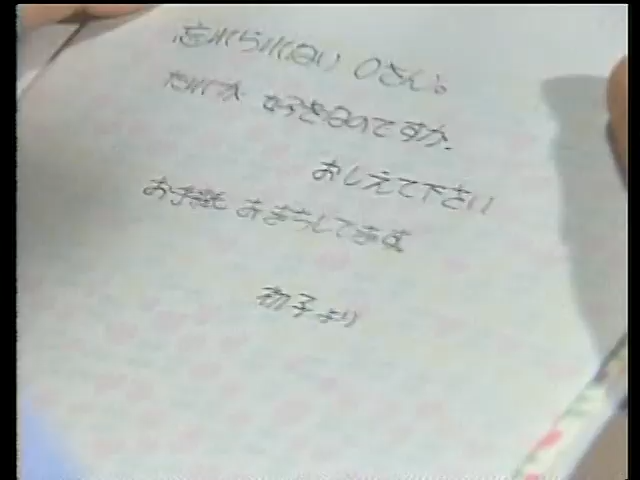 忘れられないOさん。
だれが好きなのですか。
おしえて下さい
お手紙おまちしてます。
初子より